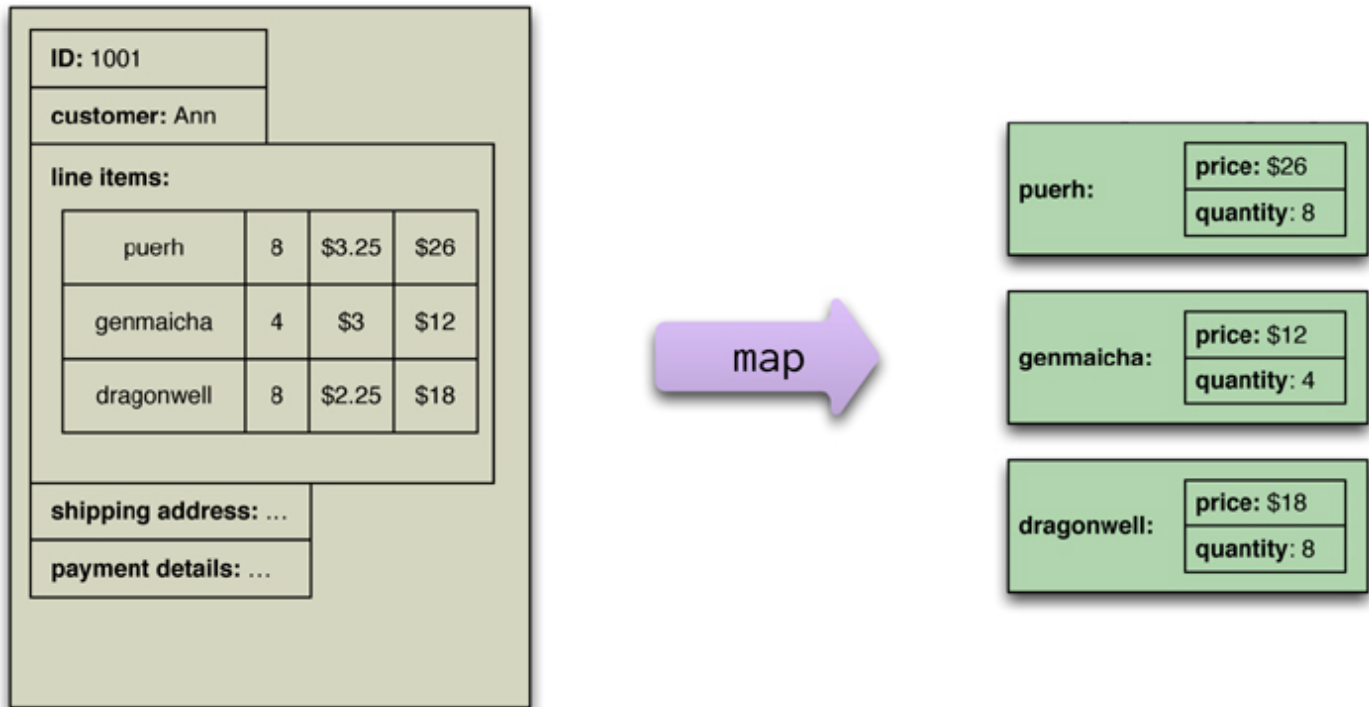 ID: 1001
customer: Ann
line items:
puerh 8 $3.25 $26
genmaicha 4 $3 $12
dragonwell 8 $2.25 $18
shipping address: ...
payment details: ...
map
puerh:
price: $26
quantity: 8
genmaicha:
price: $12
quantity: 4
dragonwell:
price: $18
quantity: 8